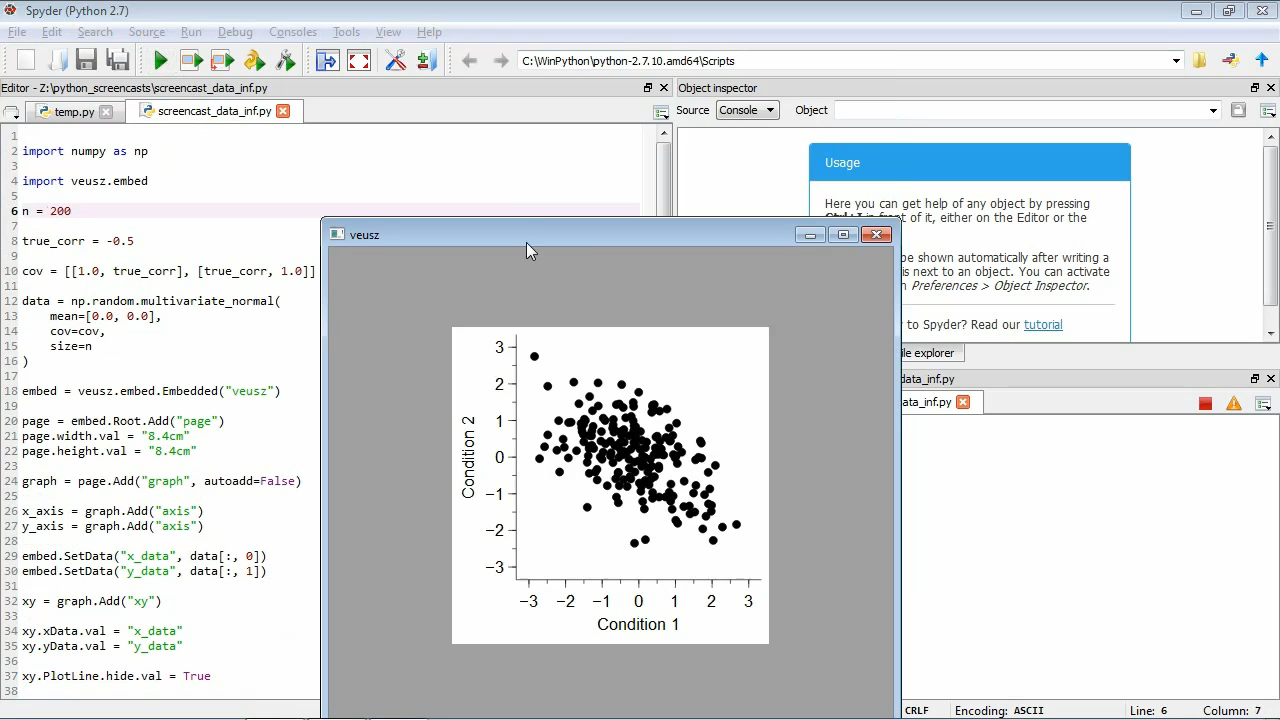 Spyder (Python 2.7)
File Edit Search Source Run Debug Consoles Tools View Help
C:\WinPython\python-2.7.10.amd64\Scripts
Editor - Z:\python_screencasts\screencast_data_inf.py
Object inspector
temp.py screencast_data_inf.py
Source Console Object
1
2 import numpy as np
3
4 import veusz.embed
5
6 n = 200
7
8 true_corr = -0.5
9
10 cov = [[1.0, true_corr], [true_corr, 1.0]]
11
12 data = np.random.multivariate_normal(
13 mean=[0.0, 0.0],
14 cov=cov,
15 size=n
16 )
17
18 embed = veusz.embed.Embedded("veusz")
19
20 page = embed.Root.Add("page")
21 page.width.val = "8.4cm"
22 page.height.val = "8.4cm"
23
24 graph = page.Add("graph", autoadd=False)
25
26 x_axis = graph.Add("axis")
27 y_axis = graph.Add("axis")
28
29 embed.SetData("x_data", data[:, 0])
30 embed.SetData("y_data", data[:, 1])
31
32 xy = graph.Add("xy")
33
34 xy.xData.val = "x_data"
35 xy.yData.val = "y_data"
36
37 xy.PlotLine.hide.val = True
38
Usage
Here you can get help of any object by pressing
in front of it, either on the Editor or the
be shown automatically after writing a
is next to an object. You can activate
n Preferences > Object Inspector.
to Spyder? Read our tutorial
ile explorer
data_inf.py
ata_inf.py
veusz
3
2
1
0
−1
−2
−3
Condition 2
−3 −2 −1 0 1 2 3
Condition 1
CRLF Encoding: ASCII Line: 6 Column: 7